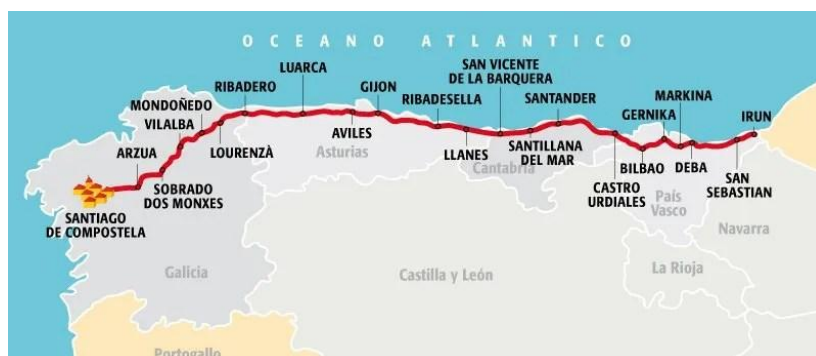 OCEANO ATLANTICO
SAN VICENTE
DE LA BARQUERA
LUARCA
GIJON
RIBADERO
RIBADESELLA
SANTANDER
MARKINA
GERNIKA
IRUN
MONDOÑEDO
VILALBA
ARZUA
LOURENZÀ
AVILES
Asturias
LLANES
SANTILLANA
DEL MAR
Cantabria
CASTRO
URDIALES
BILBAO
DEBA
SAN
SEBASTIAN
SOBRADO
DOS MONXES
SANTIAGO
DE COMPOSTELA
País
Vasco
Navarra
Galicia
Castilla y León
La Rioja
Portogallo